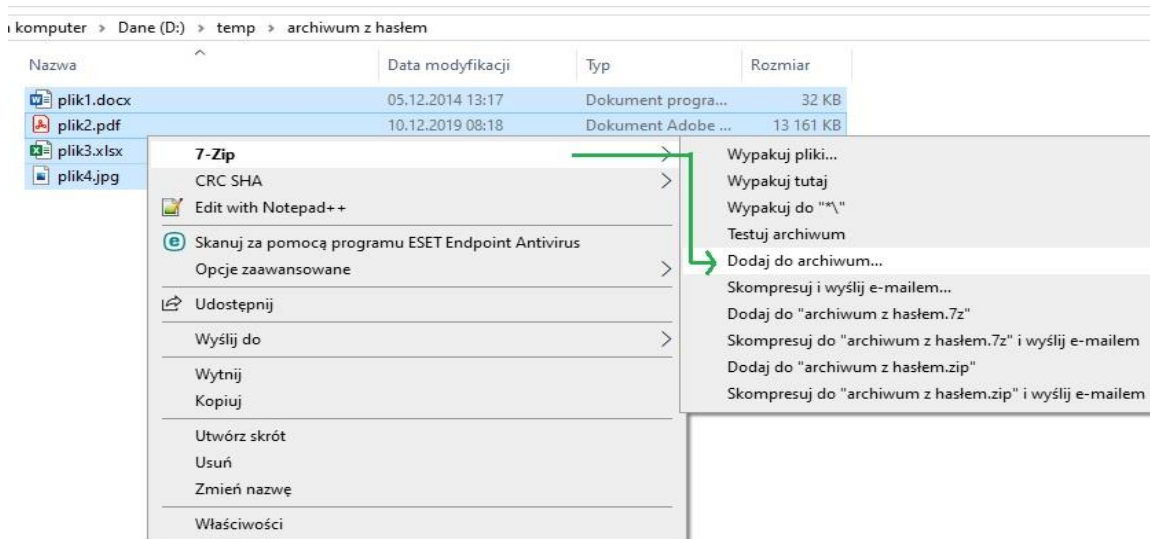 komputer > Dane (D:) > temp > archiwum z hasłem
Nazwa Data modyfikacji Typ Rozmiar
plik1.docx 05.12.2014 13:17 Dokument progra... 32 KB
plik2.pdf 10.12.2019 08:18 Dokument Adobe ... 13 161 KB
plik3.xlsx
plik4.jpg
7-Zip
CRC SHA
Edit with Notepad++
Skanuj za pomocą programu ESET Endpoint Antivirus
Opcje zaawansowane
Udostępnij
Wyślij do
Wytnij
Kopiuj
Utwórz skrót
Usuń
Zmień nazwę
Właściwości
Wypakuj pliki...
Wypakuj tutaj
Wypakuj do "*\"
Testuj archiwum
Dodaj do archiwum...
Skompresuj i wyślij e-mailem...
Dodaj do "archiwum z hasłem.7z"
Skompresuj do "archiwum z hasłem.7z" i wyślij e-mailem
Dodaj do "archiwum z hasłem.zip"
Skompresuj do "archiwum z hasłem.zip" i wyślij e-mailem